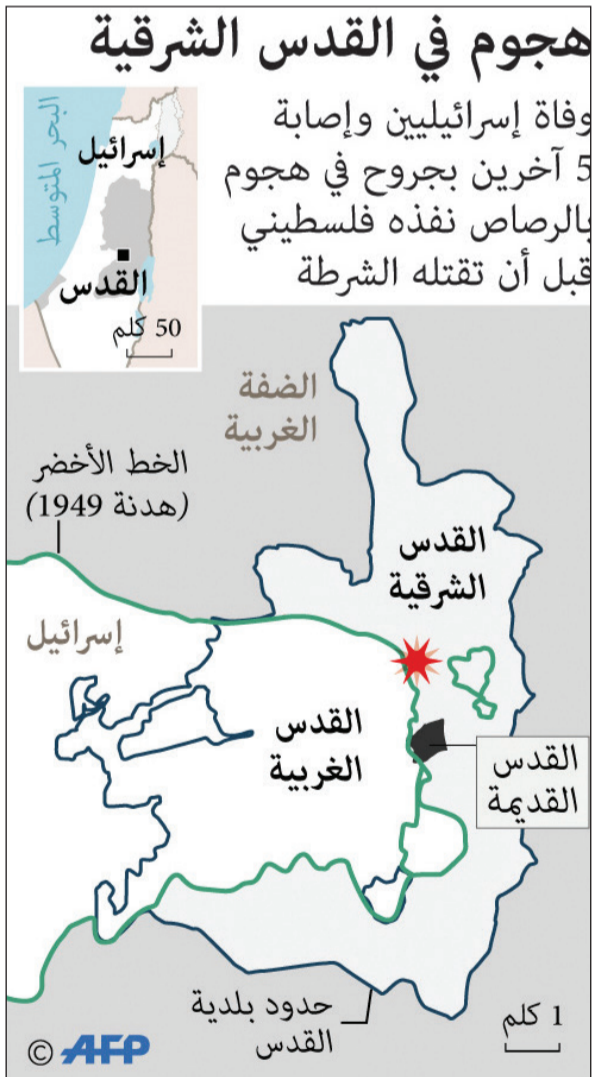 هجوم في القدس الشرقية
وفاة إسرائيليين وإصابة
5 آخرين بجروح في هجوم
بالرصاص نفذه فلسطيني
قبل أن تقتله الشرطة
البحر المتوسط
إسرائيل
القدس
50 كلم
الضفة
الغربية
الخط الأخضر
(هدنة 1949)
القدس
الشرقية
إسرائيل
القدس
الغربية
القدس
القديمة
حدود بلدية
القدس
1 كلم
© AFP